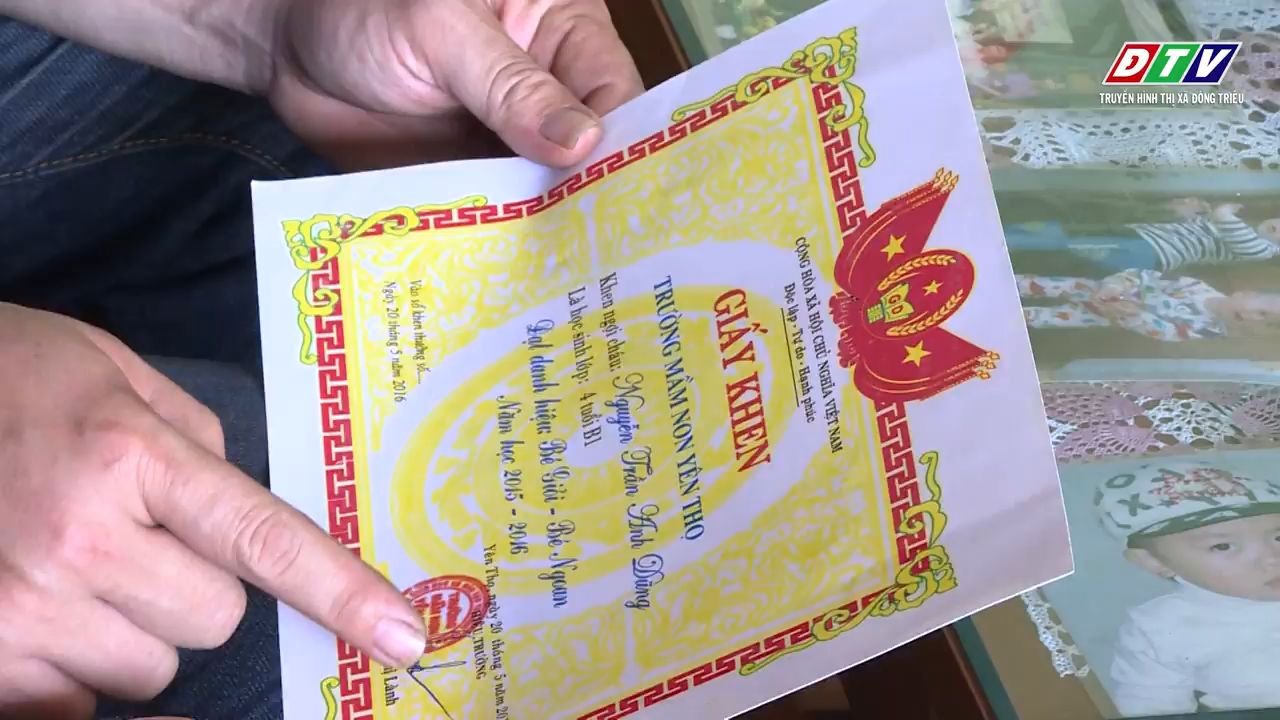 ĐTV
TRUYỀN HÌNH THỊ XÃ ĐÔNG TRIỀU
CỘNG HÒA XÃ HỘI CHỦ NGHĨA VIỆT NAM
Độc lập - Tự do - Hạnh phúc
GIẤY KHEN
TRƯỜNG MẦM NON YÊN THỌ
Khen ngợi cháu: Nguyễn Trần Anh Dũng
Là học sinh lớp: 4 tuổi B1
Đạt danh hiệu: Bé Giỏi - Bé Ngoan
Năm học 2015 - 2016
Yên Thọ, ngày 20 tháng 5 năm
HIỆU TRƯỞNG
Vào sổ khen thưởng số....
Ngày 20 tháng 5 năm 2016
Lành